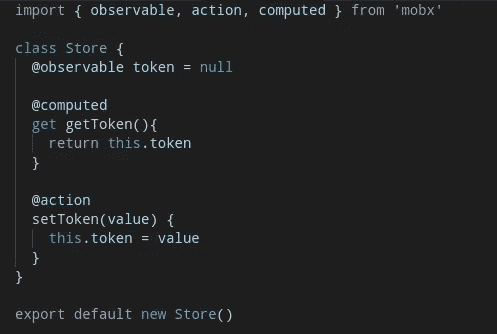 import { observable, action, computed } from 'mobx'

class Store {
  @observable token = null

  @computed
  get getToken(){
    return this.token
  }

  @action
  setToken(value) {
    this.token = value
  }
}

export default new Store()